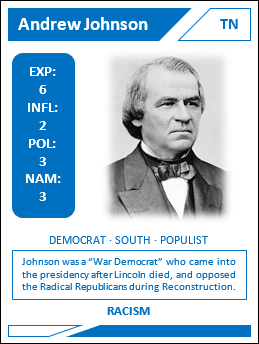 Andrew Johnson
TN
EXP:
6
INFL:
2
POL:
3
NAM:
3
DEMOCRAT · SOUTH · POPULIST
Johnson was a “War Democrat” who came into
the presidency after Lincoln died, and opposed
the Radical Republicans during Reconstruction.
RACISM